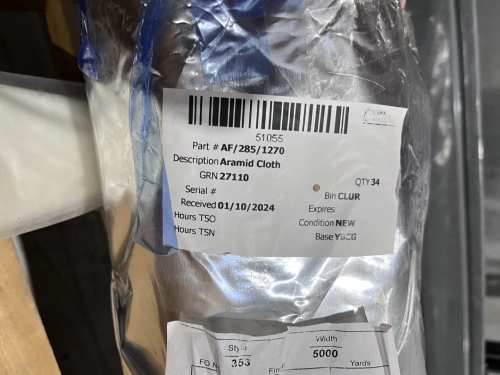 51055
Part # AF/285/1270
Description Aramid Cloth
GRN 27110
QTY 34
Serial #
Bin CLUR
Received 01/10/2024
Expires
Hours TSO
Condition NEW
Hours TSN
Base YBCG
Style
Width
353
5000
FO N
Yards